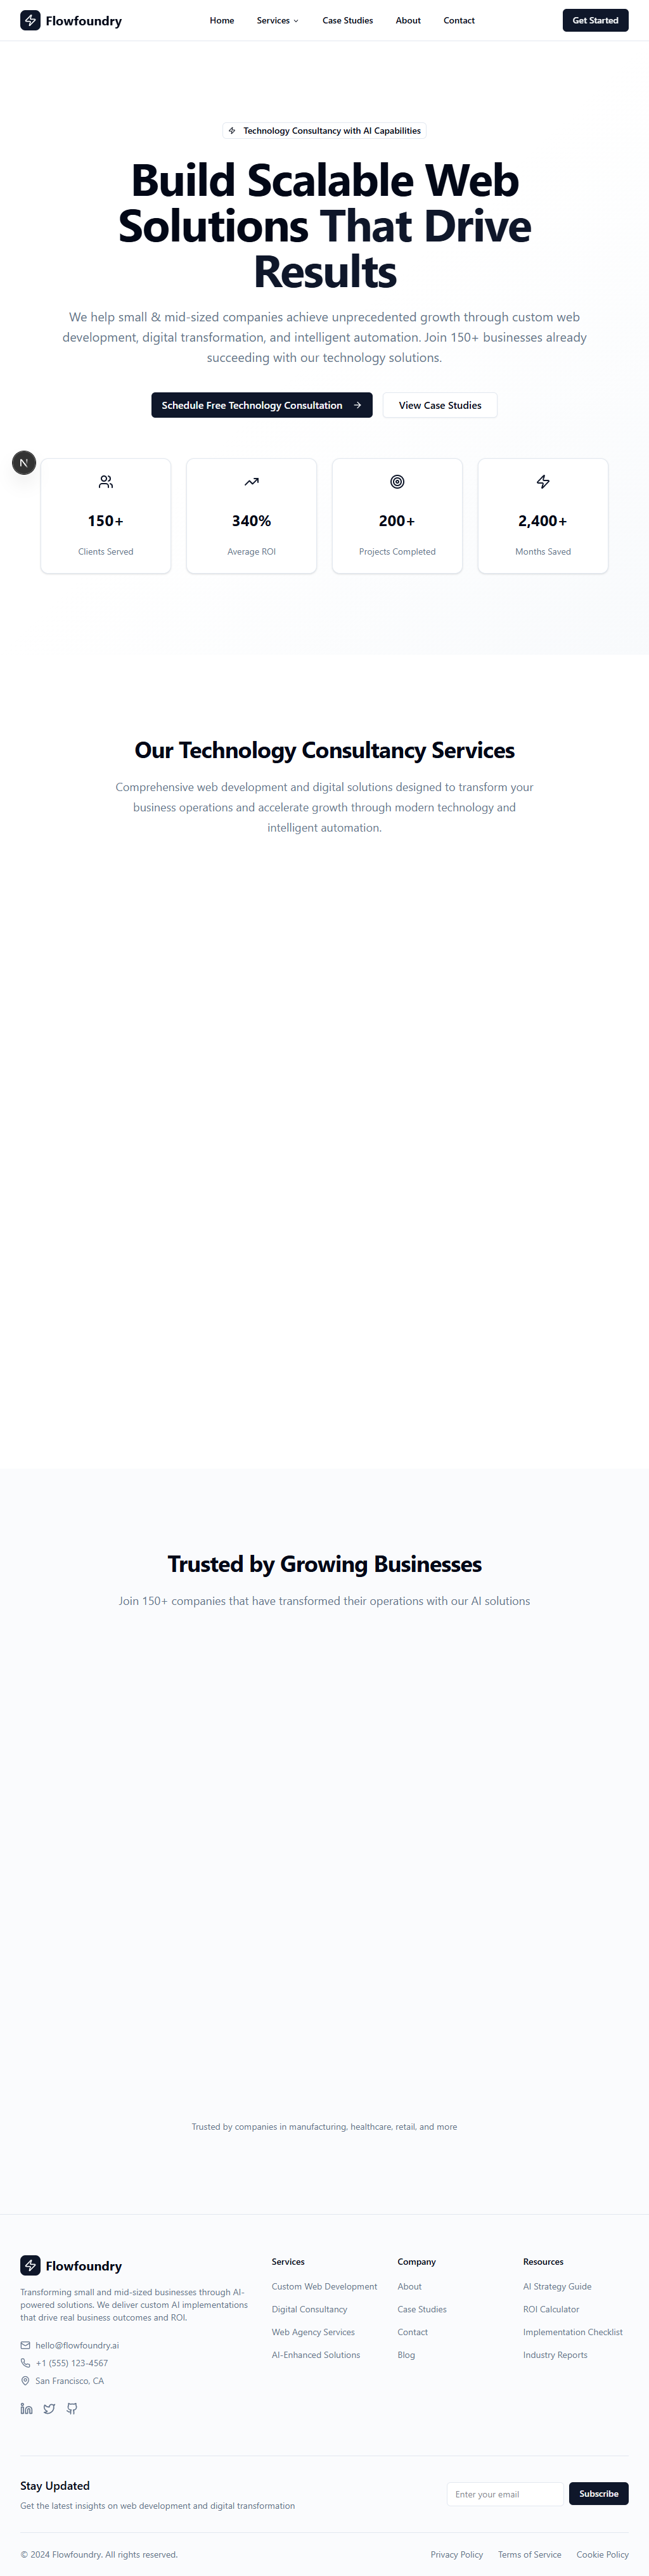 Flowfoundry
Home
Services
Case Studies
About
Contact
Get Started
Technology Consultancy with AI Capabilities
Build Scalable Web
Solutions That Drive
Results
We help small & mid-sized companies achieve unprecedented growth through custom web
development, digital transformation, and intelligent automation. Join 150+ businesses already
succeeding with our technology solutions.
Schedule Free Technology Consultation
View Case Studies
N
150+
Clients Served
340%
Average ROI
200+
Projects Completed
2,400+
Months Saved
Our Technology Consultancy Services
Comprehensive web development and digital solutions designed to transform your
business operations and accelerate growth through modern technology and
intelligent automation.
Trusted by Growing Businesses
Join 150+ companies that have transformed their operations with our AI solutions
Trusted by companies in manufacturing, healthcare, retail, and more
Flowfoundry
Transforming small and mid-sized businesses through AI-
powered solutions. We deliver custom AI implementations
that drive real business outcomes and ROI.
hello@flowfoundry.ai
+1 (555) 123-4567
San Francisco, CA
Services
Custom Web Development
Digital Consultancy
Web Agency Services
AI-Enhanced Solutions
Company
About
Case Studies
Contact
Blog
Resources
AI Strategy Guide
ROI Calculator
Implementation Checklist
Industry Reports
Stay Updated
Get the latest insights on web development and digital transformation
Enter your email
Subscribe
© 2024 Flowfoundry. All rights reserved.
Privacy Policy
Terms of Service
Cookie Policy